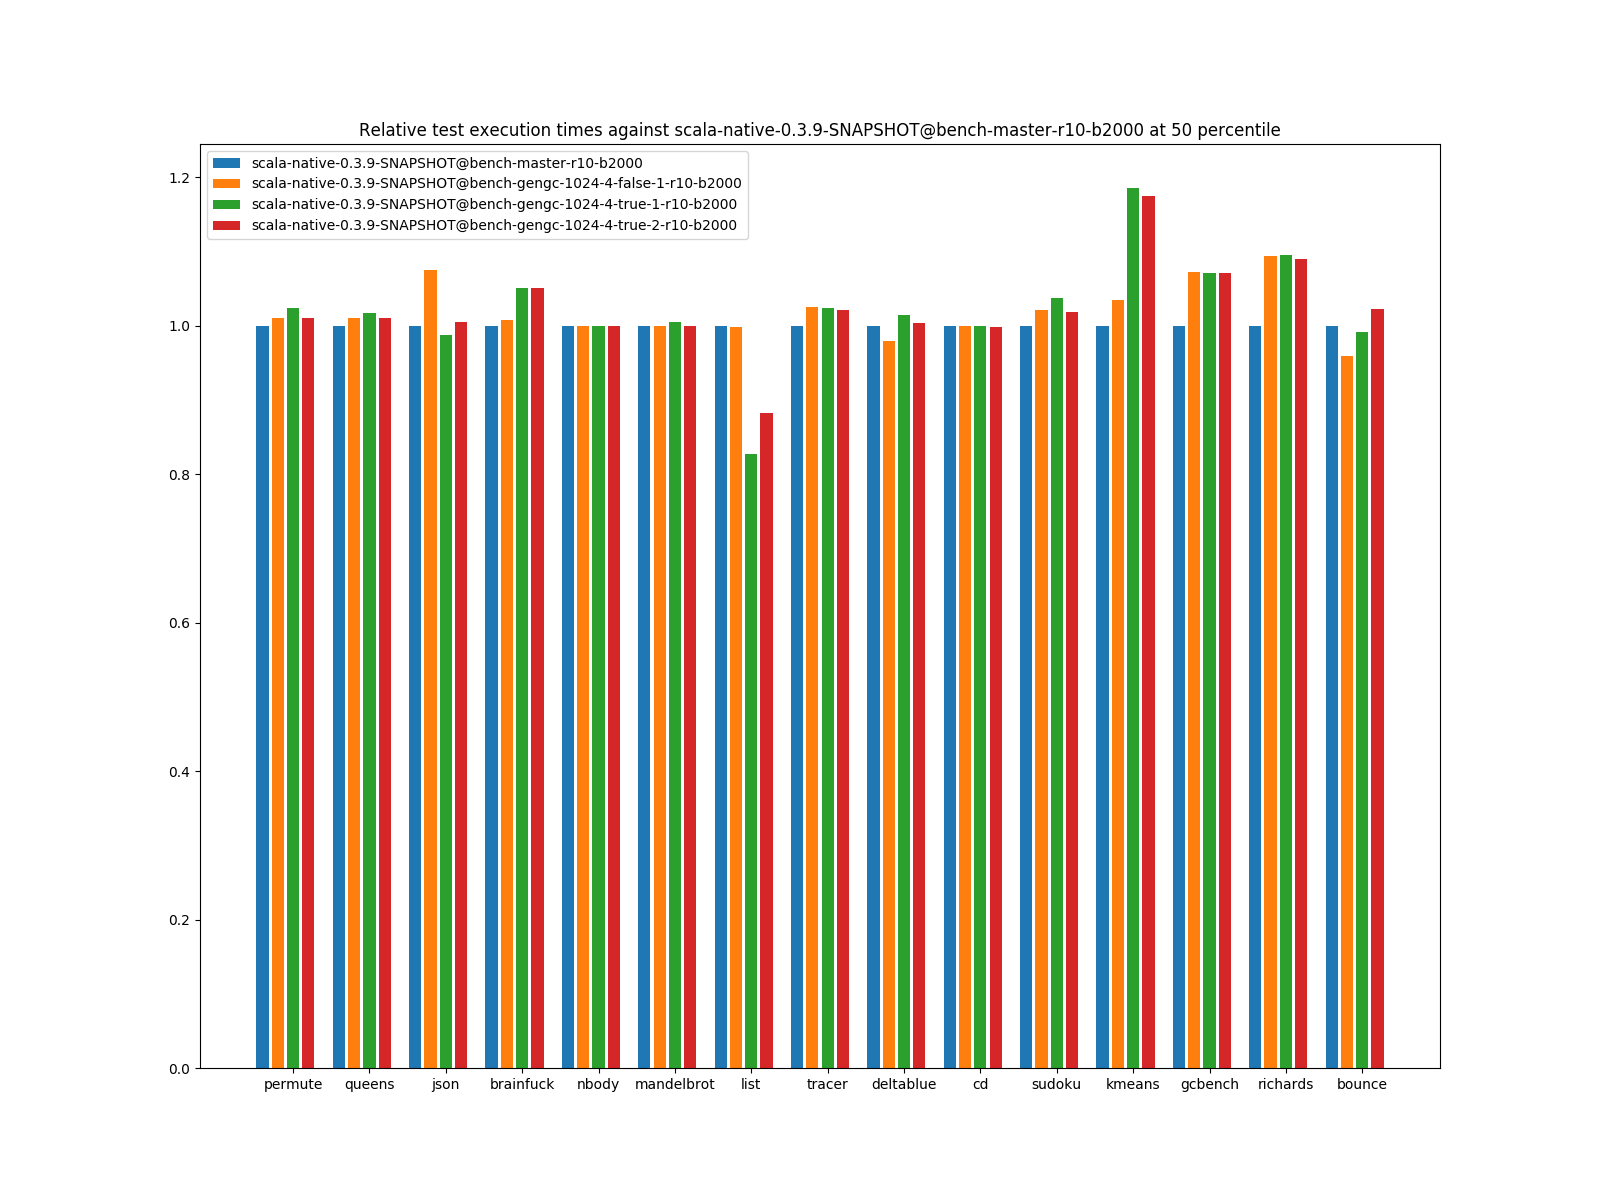 Relative test execution times against scala-native-0.3.9-SNAPSHOT@bench-master-r10-b2000 at 50 percentile
scala-native-0.3.9-SNAPSHOT@bench-master-r10-b2000
scala-native-0.3.9-SNAPSHOT@bench-gengc-1024-4-false-1-r10-b2000
scala-native-0.3.9-SNAPSHOT@bench-gengc-1024-4-true-1-r10-b2000
scala-native-0.3.9-SNAPSHOT@bench-gengc-1024-4-true-2-r10-b2000
1.2
1.0
0.8
0.6
0.4
0.2
0.0
permute queens json brainfuck nbody mandelbrot list tracer deltablue cd sudoku kmeans gcbench richards bounce